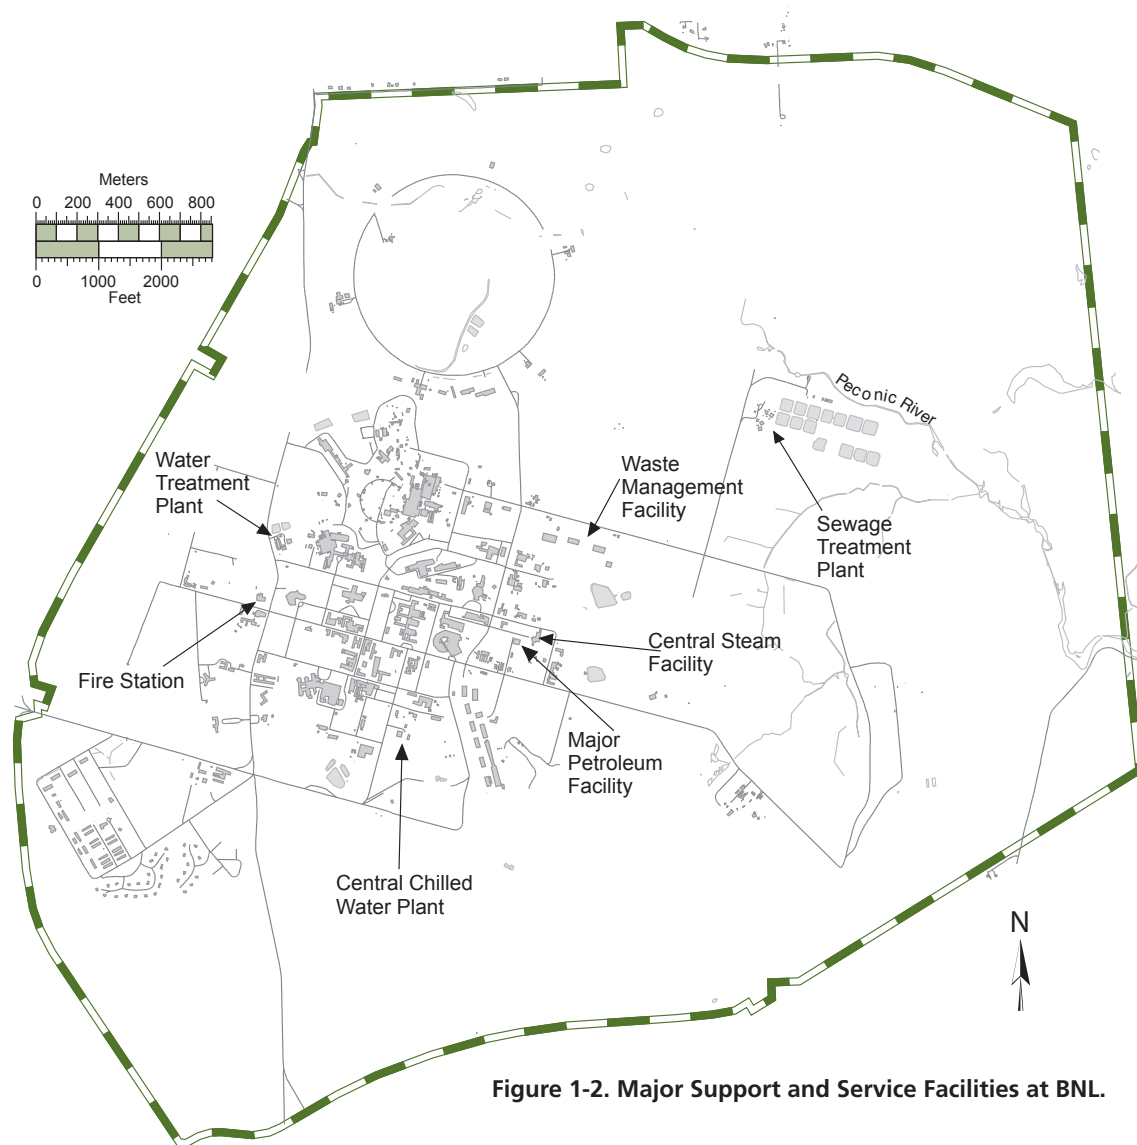 Meters
0 200 400 600 800
0 1000 2000
Feet
Peconic River
Water
Treatment
Plant
Waste
Management
Facility
Sewage
Treatment
Plant
Central Steam
Facility
Fire Station
Major
Petroleum
Facility
Central Chilled
Water Plant
N
Figure 1-2. Major Support and Service Facilities at BNL.